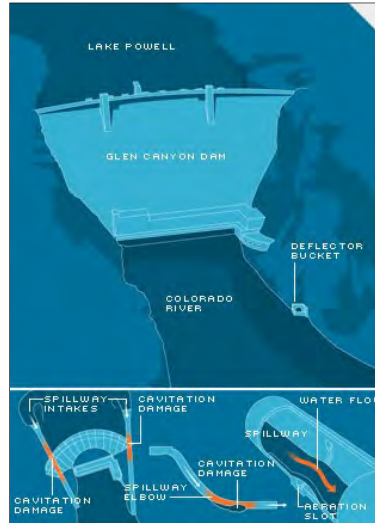 LAKE POWELL
GLEN CANYON DAM
DEFLECTOR
BUCKET
COLORADO
RIVER
SPILLWAY
INTAKES
CAVITATION
DAMAGE
CAVITATION
DAMAGE
CAVITATION
DAMAGE
SPILLWAY
ELBOW
WATER FLOW
SPILLWAY
AERATION
SLOT